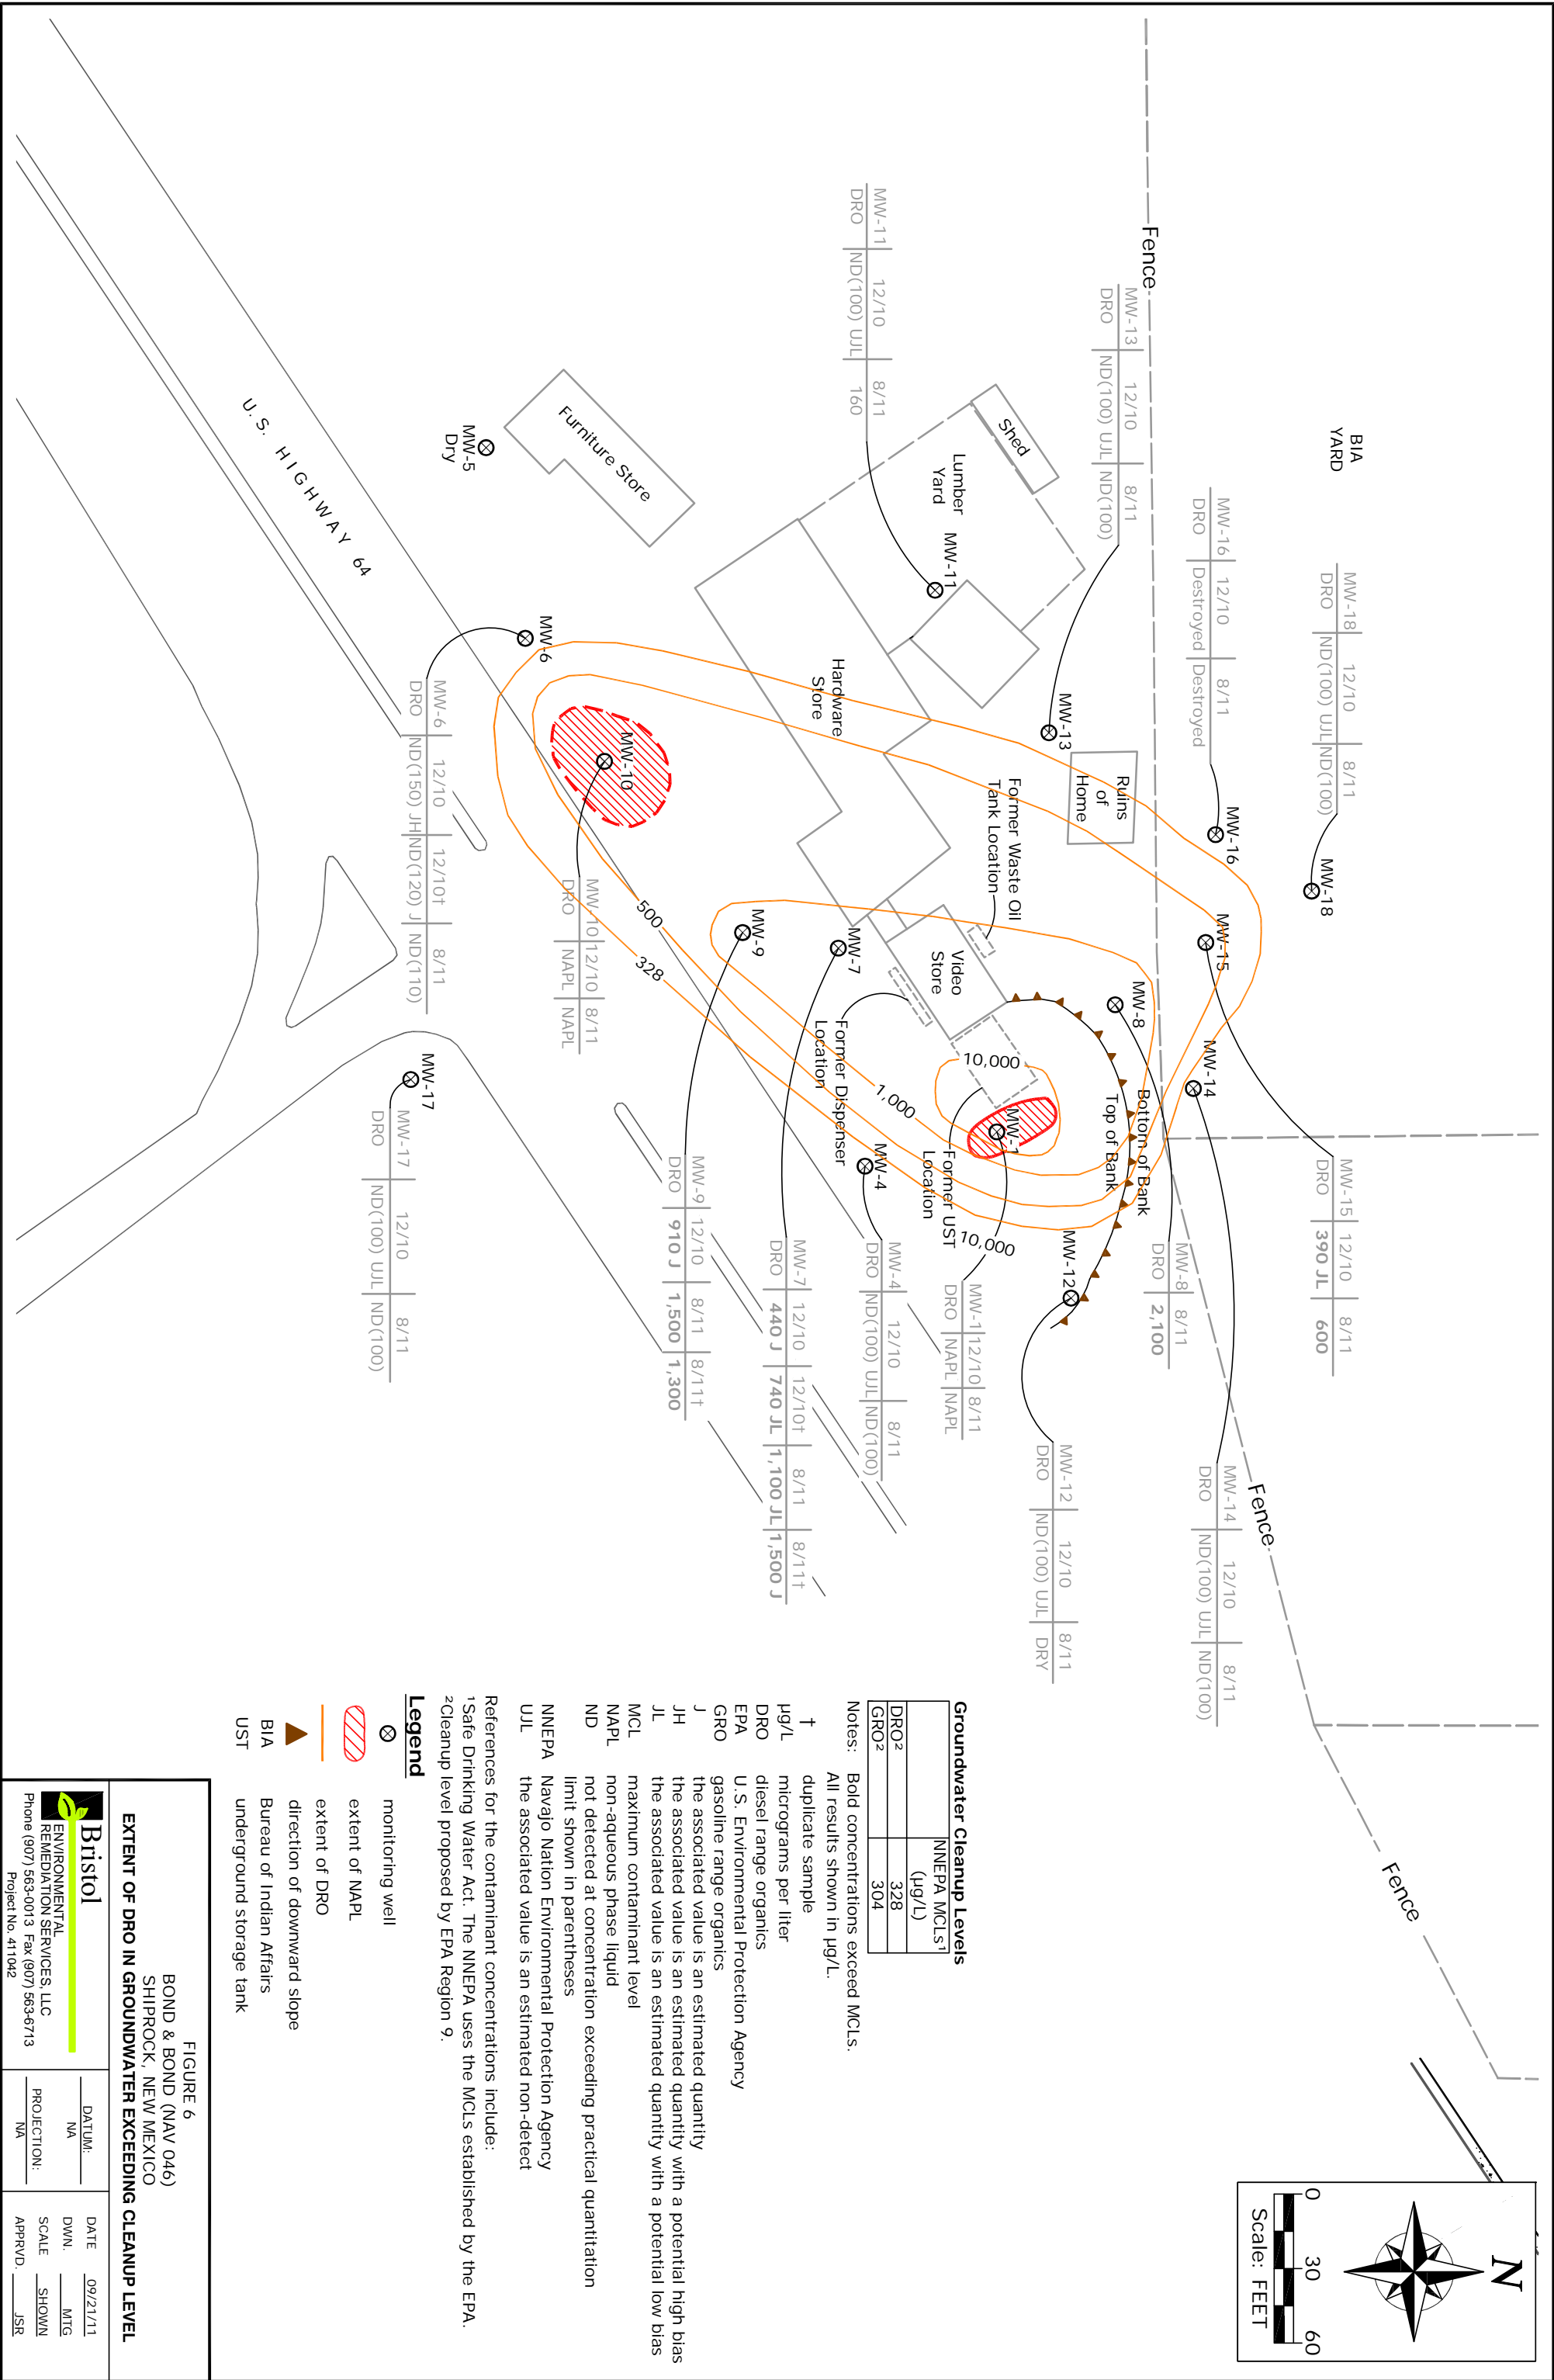 BIA
YARD
Fence
Fence
Fence
N
0 30 60
Scale: FEET
MW-18 12/10 8/11
DRO ND(100) UJL ND(100)
MW-18
MW-16 12/10 8/11
DRO Destroyed Destroyed
MW-16
MW-13 12/10 8/11
DRO ND(100) UJL ND(100)
MW-13
MW-11 12/10 8/11
DRO ND(100) UJL 160
MW-11
MW-15
MW-15 12/10 8/11
DRO 390 JL 600
MW-14
MW-14 12/10 8/11
DRO ND(100) UJL ND(100)
MW-8
MW-8 8/11
DRO 2,100
MW-12
MW-12 12/10 8/11
DRO ND(100) UJL DRY
MW-1
MW-1 12/10 8/11
DRO NAPL NAPL
MW-4
MW-4 12/10 8/11
DRO ND(100) UJL ND(100)
MW-7
MW-7 12/10 12/10† 8/11 8/11†
DRO 440 J 740 JL 1,100 JL 1,500 J
MW-9
MW-9 12/10 8/11 8/11†
DRO 910 J 1,500 1,300
MW-10
MW-10 12/10 8/11
DRO NAPL NAPL
MW-6
MW-6 12/10 12/10† 8/11
DRO ND(150) JH ND(120) J ND(110)
MW-17
MW-17 12/10 8/11
DRO ND(100) UJL ND(100)
MW-5
Dry
Shed
Lumber
Yard
Ruins
of
Home
Former Waste Oil
Tank Location
Hardware
Store
Video
Store
Bottom of Bank
Top of Bank
Former Dispenser
Location
Former UST
Location
Furniture Store
U.S. HIGHWAY 64
10,000
10,000
1,000
500
328
Groundwater Cleanup Levels
NNEPA MCLs¹
(µg/L)
DRO² 328
GRO² 304
Notes: Bold concentrations exceed MCLs.
All results shown in µg/L.
† duplicate sample
µg/L micrograms per liter
DRO diesel range organics
EPA U.S. Environmental Protection Agency
GRO gasoline range organics
J the associated value is an estimated quantity
JH the associated value is an estimated quantity with a potential high bias
JL the associated value is an estimated quantity with a potential low bias
MCL maximum contaminant level
NAPL non-aqueous phase liquid
ND not detected at concentration exceeding practical quantitation
limit shown in parentheses
NNEPA Navajo Nation Environmental Protection Agency
UJL the associated value is an estimated non-detect
References for the contaminant concentrations include:
¹Safe Drinking Water Act. The NNEPA uses the MCLs established by the EPA.
²Cleanup level proposed by EPA Region 9.
Legend
monitoring well
extent of NAPL
extent of DRO
direction of downward slope
BIA Bureau of Indian Affairs
UST underground storage tank
FIGURE 6
BOND & BOND (NAV 046)
SHIPROCK, NEW MEXICO
EXTENT OF DRO IN GROUNDWATER EXCEEDING CLEANUP LEVEL
Bristol
ENVIRONMENTAL
REMEDIATION SERVICES, LLC
Phone (907) 563-0013 Fax (907) 563-6713
Project No. 411042
DATUM:
NA
PROJECTION:
NA
DATE 09/21/11
DWN. MTG
SCALE SHOWN
APPRVD. JSR